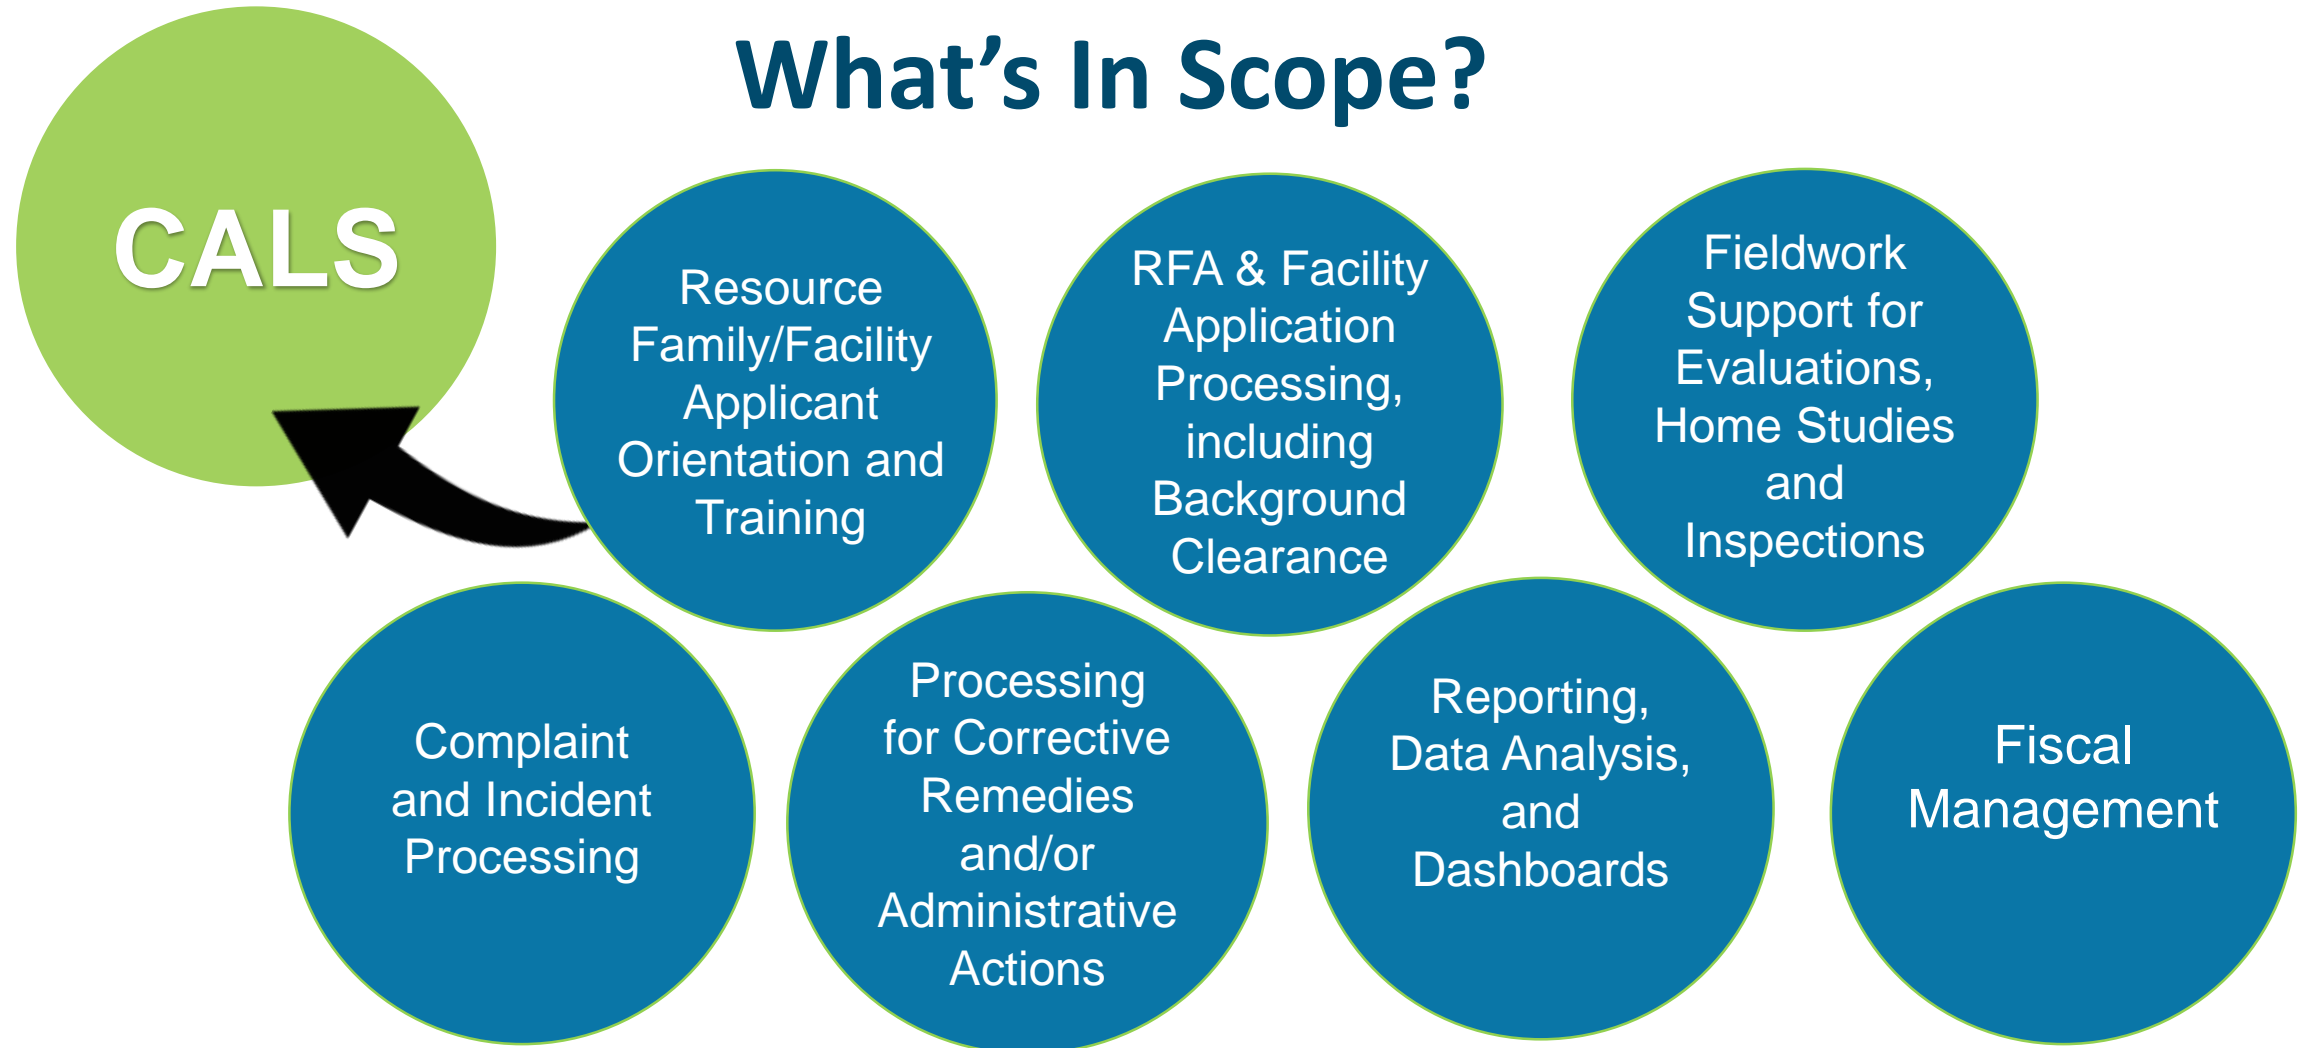 What’s In Scope?
CALS
Resource
Family/Facility
Applicant
Orientation and
Training
RFA & Facility
Application
Processing,
including
Background
Clearance
Fieldwork
Support for
Evaluations,
Home Studies
and
Inspections
Complaint
and Incident
Processing
Processing
for Corrective
Remedies
and/or
Administrative
Actions
Reporting,
Data Analysis,
and
Dashboards
Fiscal
Management